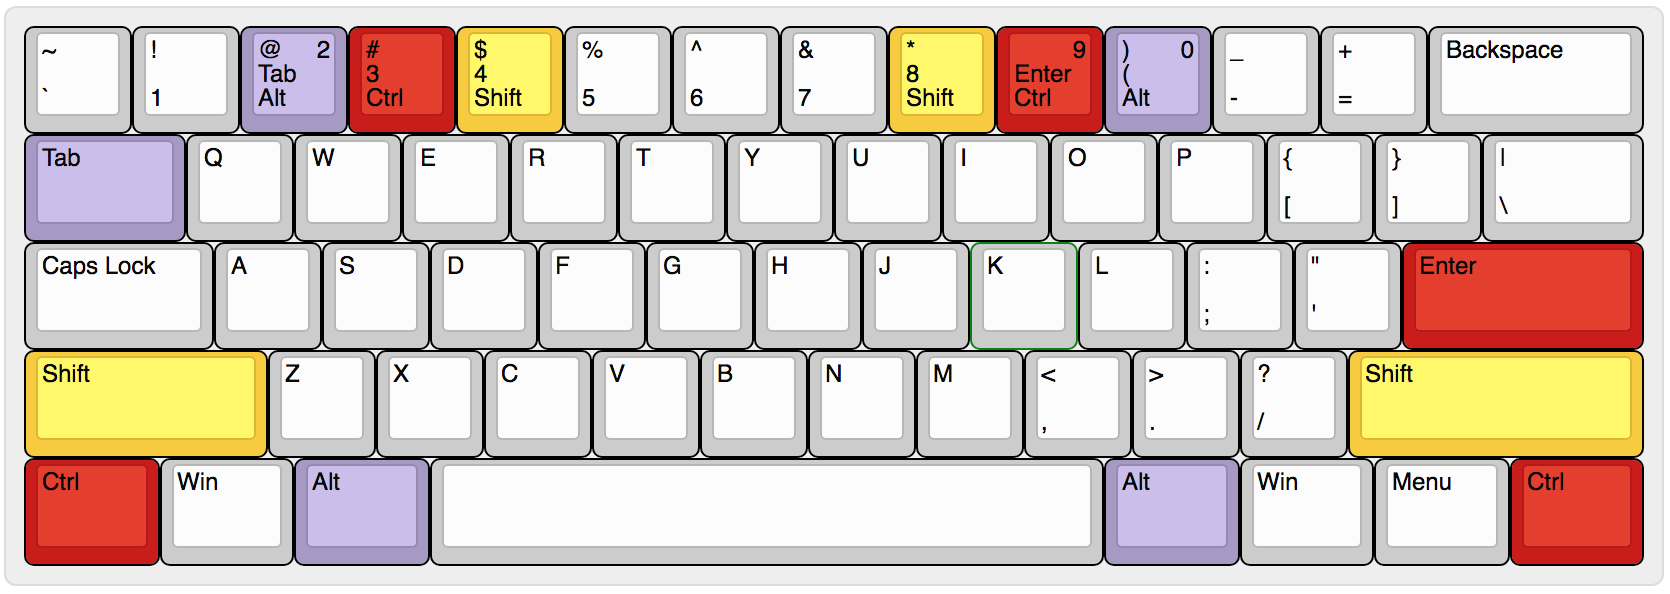 ~ ! @ 2 # $ % ^ & * 9 ) 0 _ + Backspace
Tab 3 4 8 Enter (
` 1 Alt Ctrl Shift 5 6 7 Shift Ctrl Alt - =
Tab Q W E R T Y U I O P { } |
[ ] \
Caps Lock A S D F G H J K L : " Enter
; '
Shift Z X C V B N M < > ? Shift
, . /
Ctrl Win Alt Alt Win Menu Ctrl